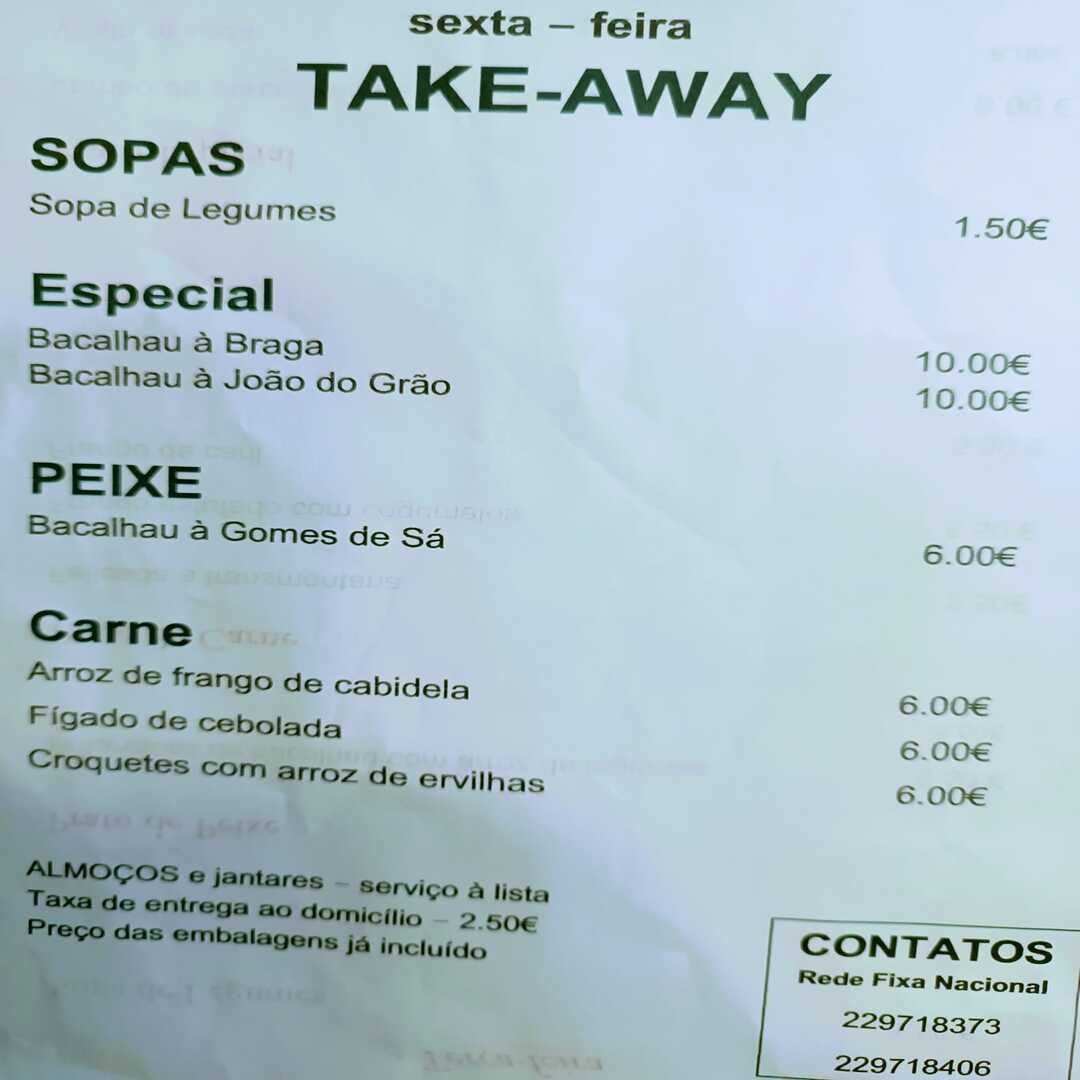 sexta – feira
TAKE-AWAY
SOPAS
Sopa de Legumes 1.50€
Especial
Bacalhau à Braga 10.00€
Bacalhau à João do Grão 10.00€
PEIXE
Bacalhau à Gomes de Sá 6.00€
Carne
Arroz de frango de cabidela 6.00€
Fígado de cebolada 6.00€
Croquetes com arroz de ervilhas 6.00€
ALMOÇOS e jantares – serviço à lista
Taxa de entrega ao domicílio – 2.50€
Preço das embalagens já incluído
CONTATOS
Rede Fixa Nacional
229718373
229718406